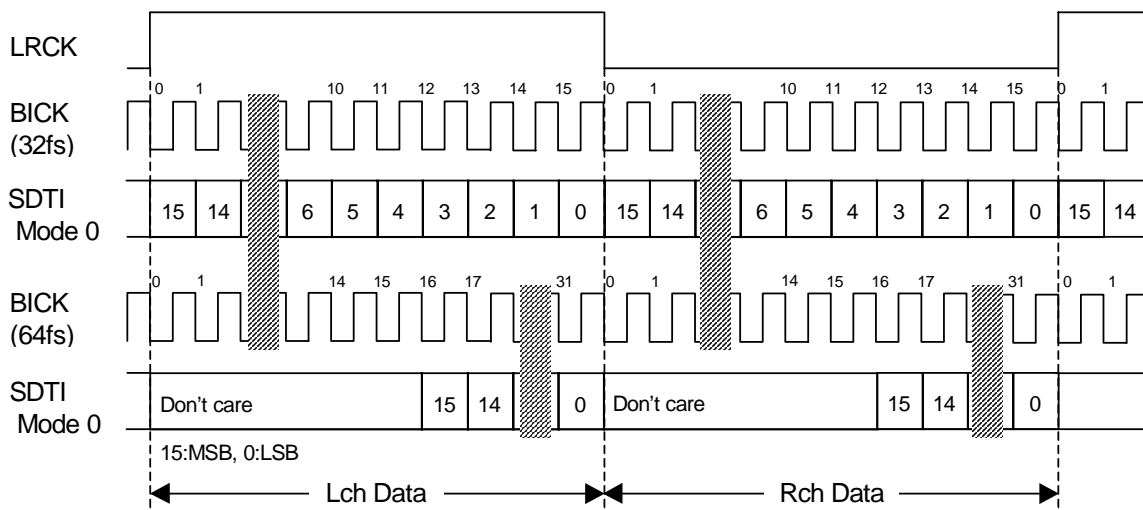 LRCK
0 1 10 11 12 13 14 15 0 1 10 11 12 13 14 15 0 1
BICK
(32fs)
SDTI
Mode 0
15 14 6 5 4 3 2 1 0 15 14 6 5 4 3 2 1 0 15 14
0 1 14 15 16 17 31 0 1 14 15 16 17 31 0 1
BICK
(64fs)
SDTI
Mode 0
Don't care 15 14 0 Don't care 15 14 0
15:MSB, 0:LSB
Lch Data Rch Data